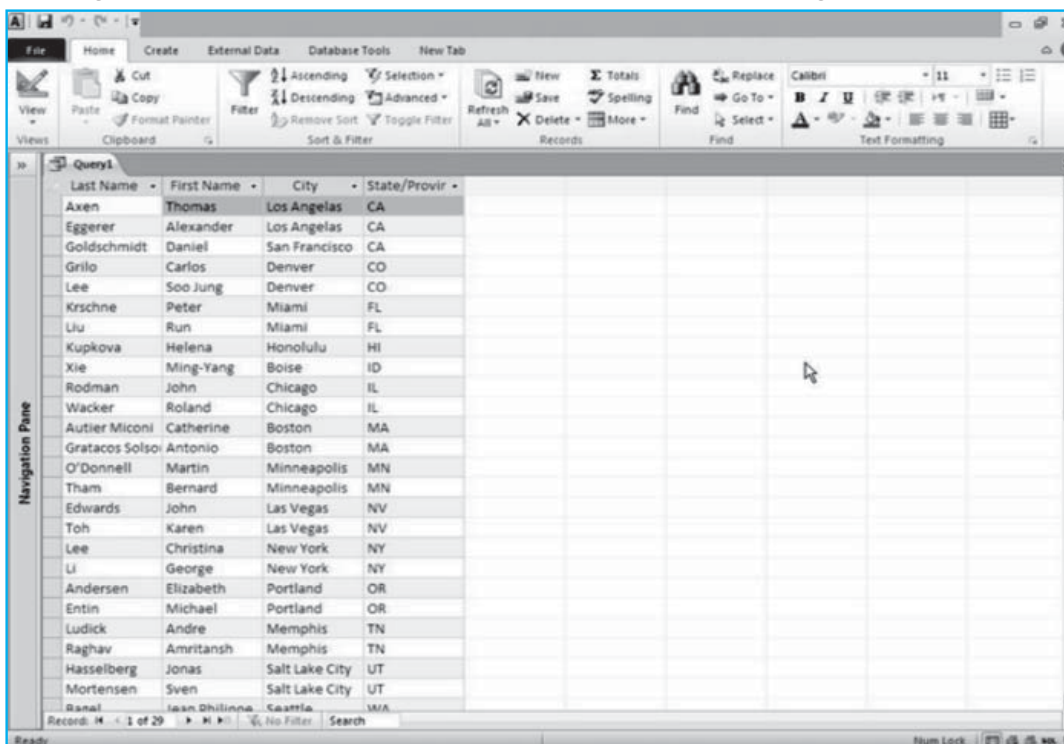 File Home Create External Data Database Tools New Tab
View Paste Cut Copy Format Painter Filter Ascending Descending Remove Sort Selection Advanced Toggle Filter Refresh All New Save Delete Totals Spelling More Find Replace Go To Select Calibri 11 B I U A
Views Clipboard Sort & Filter Records Find Text Formatting
Query1
Last Name First Name City State/Provir
Axen Thomas Los Angelas CA
Eggerer Alexander Los Angelas CA
Goldschmidt Daniel San Francisco CA
Grilo Carlos Denver CO
Lee Soo Jung Denver CO
Krschne Peter Miami FL
Liu Run Miami FL
Kupkova Helena Honolulu HI
Xie Ming-Yang Boise ID
Rodman John Chicago IL
Wacker Roland Chicago IL
Autier Miconi Catherine Boston MA
Gratacos Solso Antonio Boston MA
O'Donnell Martin Minneapolis MN
Tham Bernard Minneapolis MN
Edwards John Las Vegas NV
Toh Karen Las Vegas NV
Lee Christina New York NY
Li George New York NY
Andersen Elizabeth Portland OR
Entin Michael Portland OR
Ludick Andre Memphis TN
Raghav Amritansh Memphis TN
Hasselberg Jonas Salt Lake City UT
Mortensen Sven Salt Lake City UT
Ranel Jean Philippe Seattle WA
Navigation Pane
Record: 1 of 29 No Filter Search
Ready Num Lock